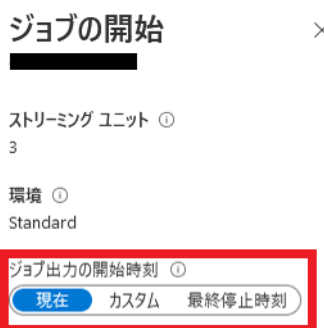 ジョブの開始
ストリーミング ユニット
3
環境
Standard
ジョブ出力の開始時刻
現在 カスタム 最終停止時刻